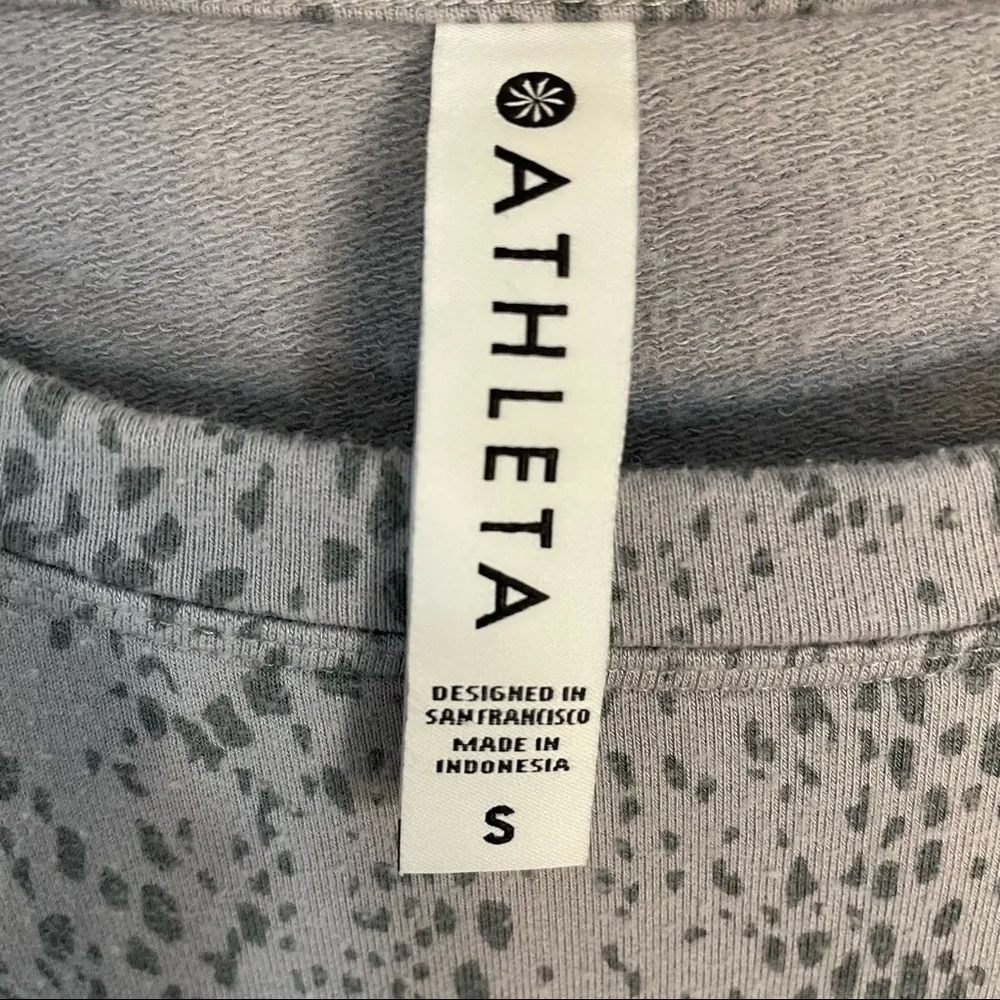 ATHLETA
DESIGNED IN
SAN FRANCISCO
MADE IN
INDONESIA
S